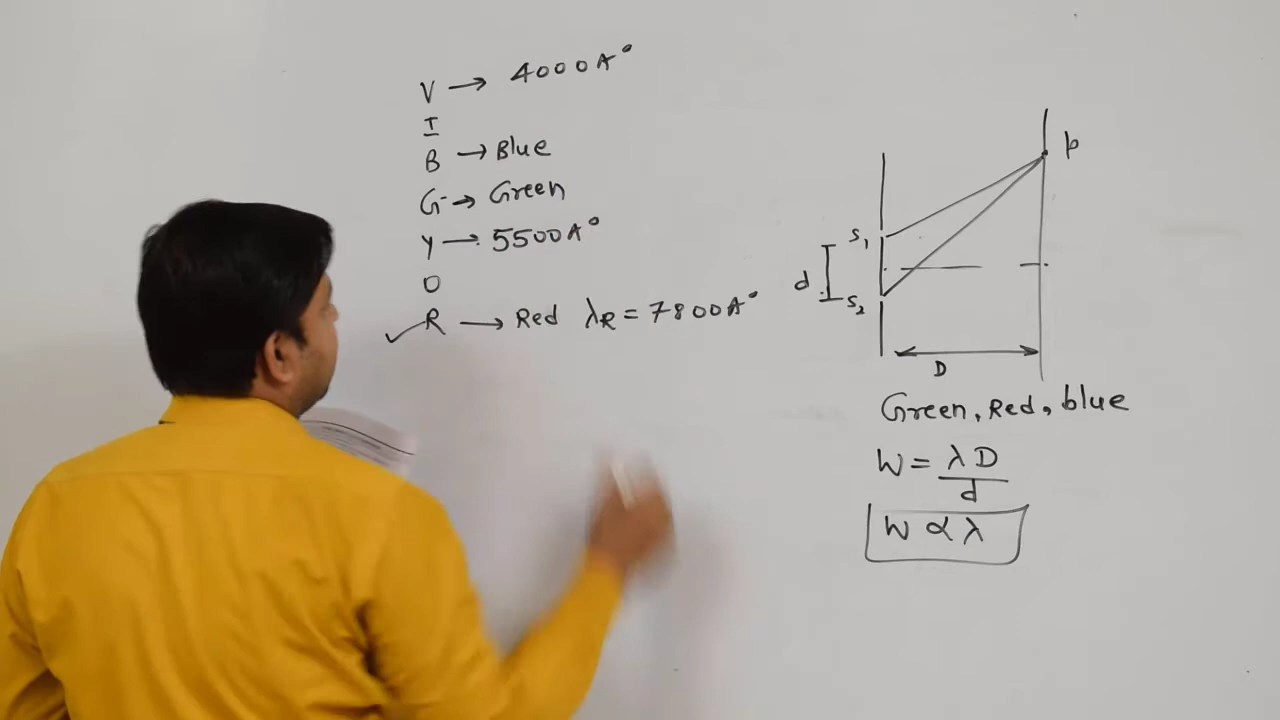 V → 4000A°
I
B → Blue
G → Green
Y → 5500A°
O
R → Red λR = 7800A°
p
S1
d
S2
D
Green, Red, blue
W = λD/d
W ∝ λ